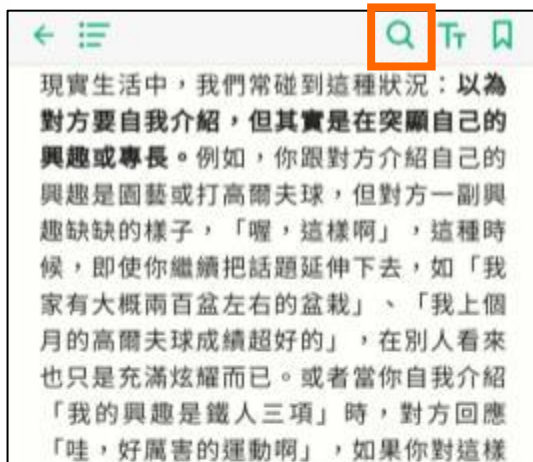 TT
現實生活中，我們常碰到這種狀況：以為
對方要自我介紹，但其實是在突顯自己的
興趣或專長。例如，你跟對方介紹自己的
興趣是園藝或打高爾夫球，但對方一副興
趣缺缺的樣子，「喔，這樣啊」，這種時
候，即使你繼續把話題延伸下去，如「我
家有大概兩百盆左右的盆栽」、「我上個
月的高爾夫球成績超好的」，在別人看來
也只是充滿炫耀而已。或者當你自我介紹
「我的興趣是鐵人三項」時，對方回應
「哇，好厲害的運動啊」，如果你對這樣